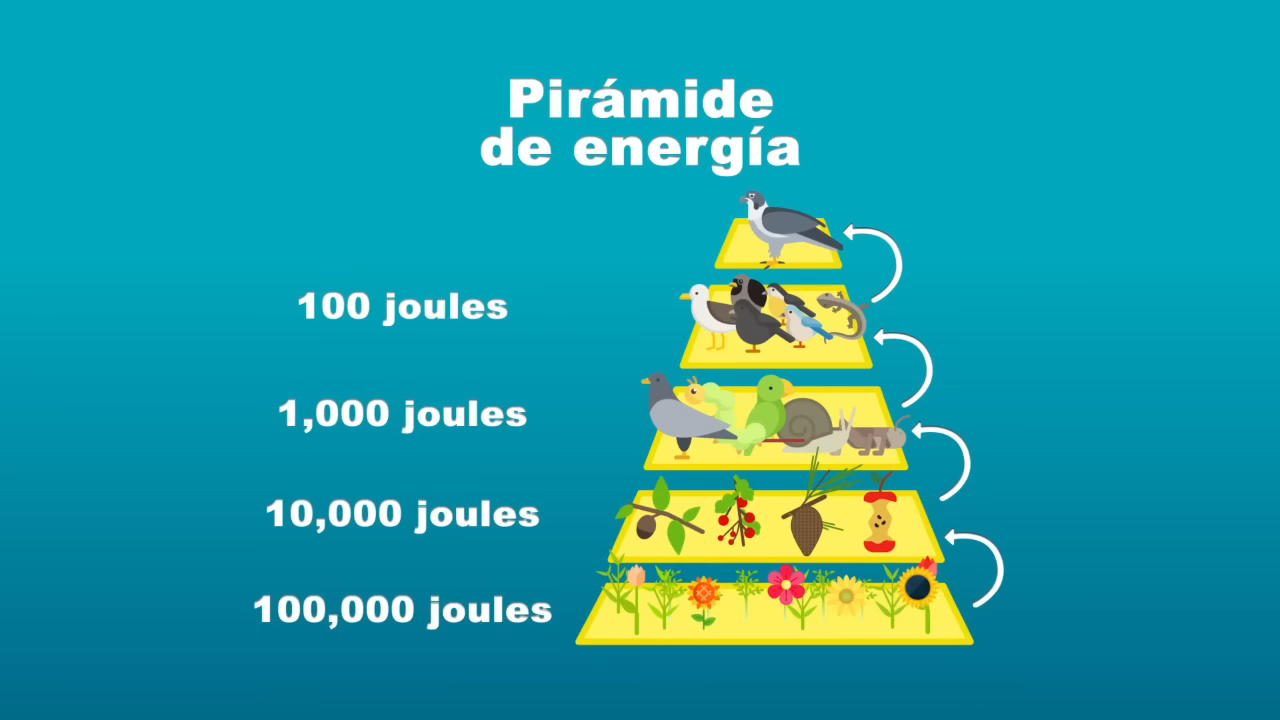 Pirámide
de energía
100 joules
1,000 joules
10,000 joules
100,000 joules